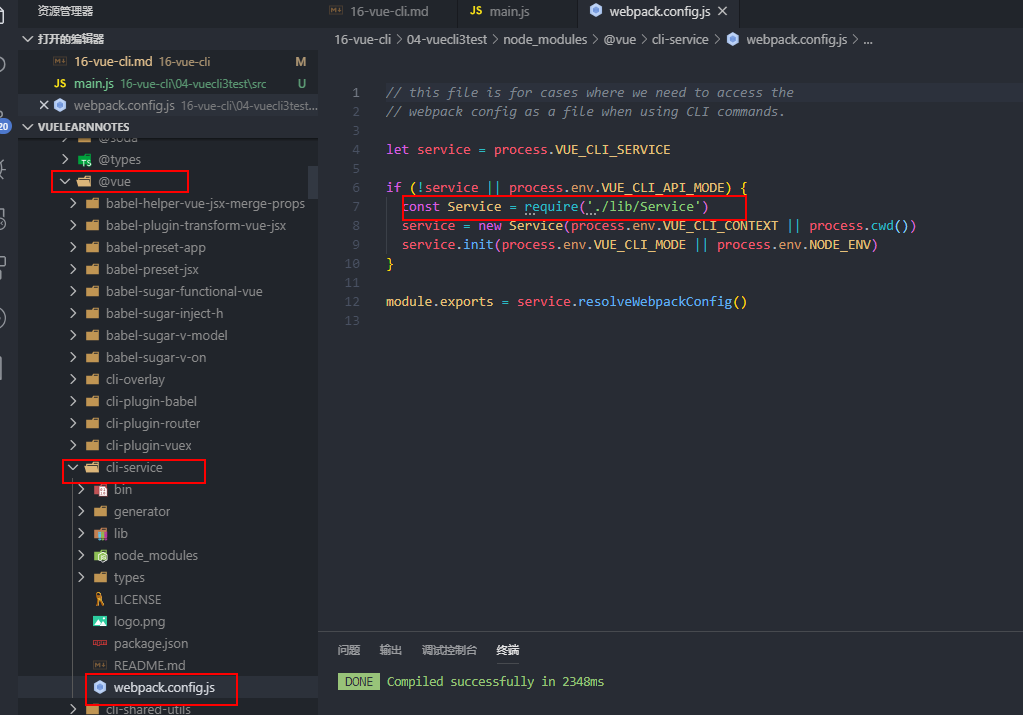 资源管理器
打开的编辑器
16-vue-cli.md 16-vue-cli M
JS main.js 16-vue-cli\04-vuecli3test\src U
webpack.config.js 16-vue-cli\04-vuecli3test...
20
VUELEARNNOTES
@soda
@types
@vue
babel-helper-vue-jsx-merge-props
babel-plugin-transform-vue-jsx
babel-preset-app
babel-preset-jsx
babel-sugar-functional-vue
babel-sugar-inject-h
babel-sugar-v-model
babel-sugar-v-on
cli-overlay
cli-plugin-babel
cli-plugin-router
cli-plugin-vuex
cli-service
bin
generator
lib
node_modules
types
LICENSE
logo.png
package.json
README.md
webpack.config.js
cli-shared-utils
16-vue-cli.md JS main.js webpack.config.js
16-vue-cli > 04-vuecli3test > node_modules > @vue > cli-service > webpack.config.js > ...
1 // this file is for cases where we need to access the
2 // webpack config as a file when using CLI commands.
3
4 let service = process.VUE_CLI_SERVICE
5
6 if (!service || process.env.VUE_CLI_API_MODE) {
7 const Service = require('./lib/Service')
8 service = new Service(process.env.VUE_CLI_CONTEXT || process.cwd())
9 service.init(process.env.VUE_CLI_MODE || process.env.NODE_ENV)
10 }
11
12 module.exports = service.resolveWebpackConfig()
13
问题 输出 调试控制台 终端
DONE Compiled successfully in 2348ms